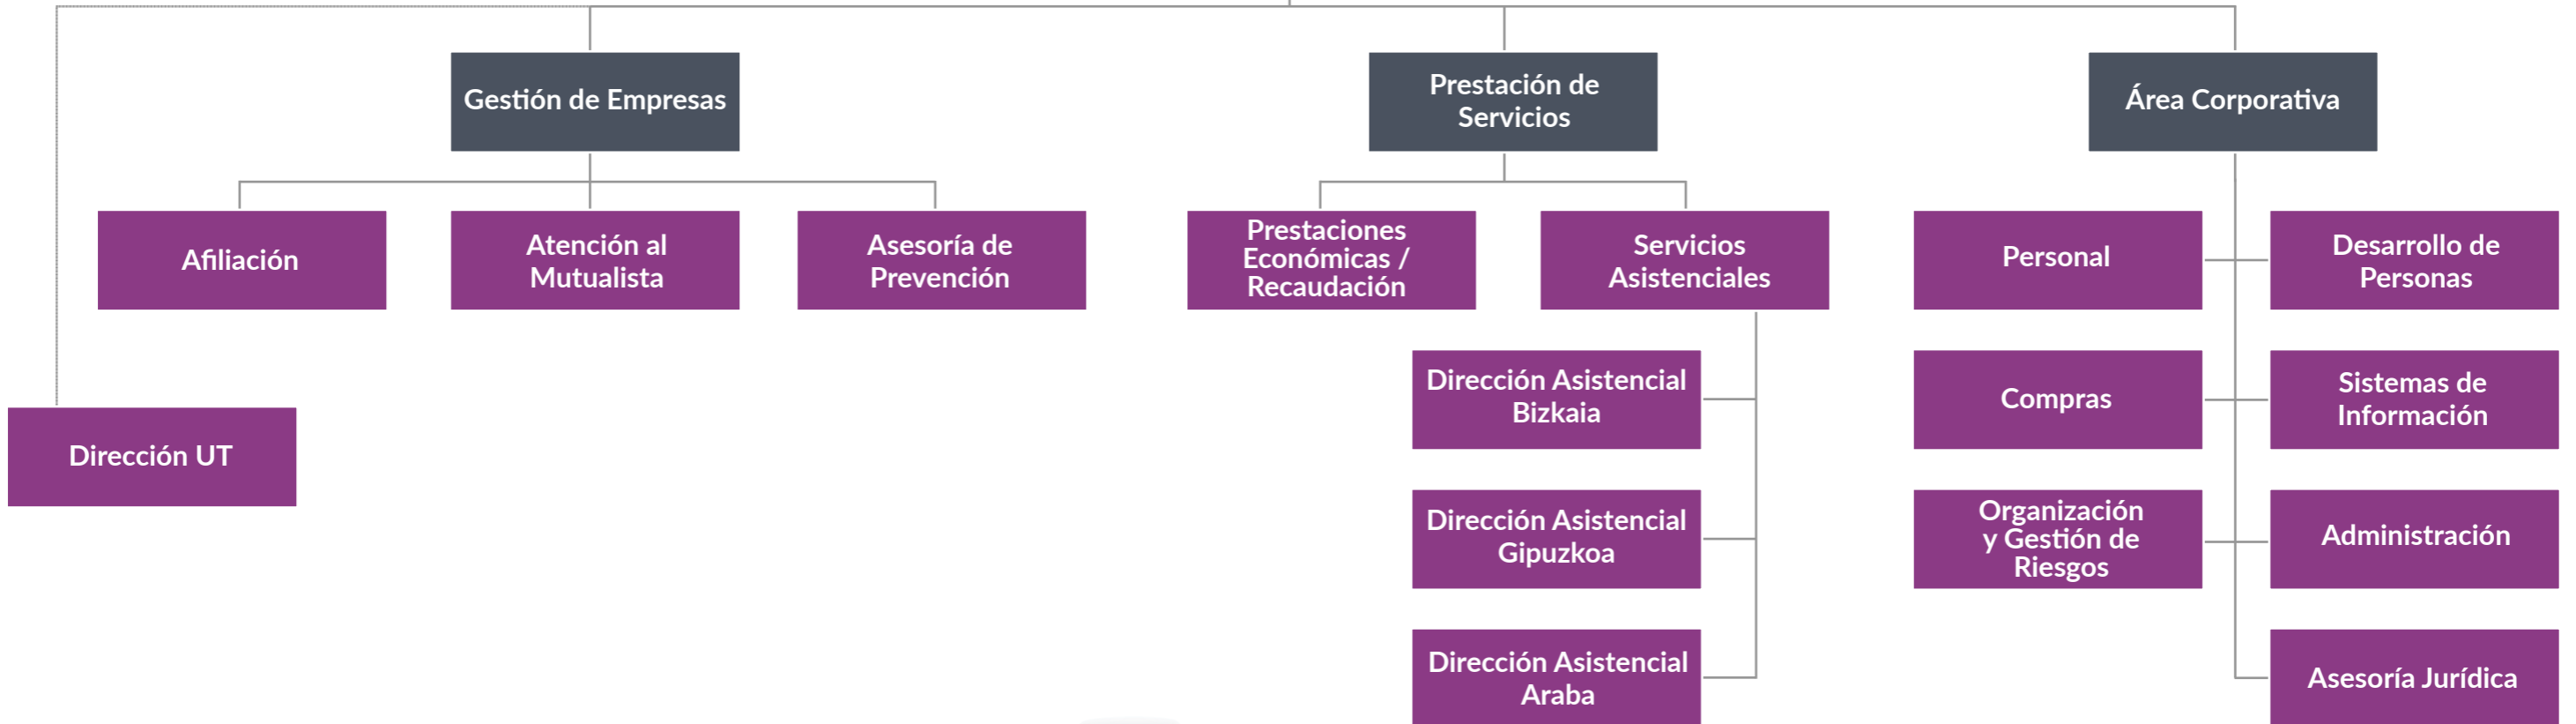 Gestión de Empresas
Prestación de
Servicios
Área Corporativa
Afiliación
Atención al
Mutualista
Asesoría de
Prevención
Prestaciones
Económicas /
Recaudación
Servicios
Asistenciales
Personal
Desarrollo de
Personas
Dirección Asistencial
Bizkaia
Compras
Sistemas de
Información
Dirección UT
Dirección Asistencial
Gipuzkoa
Organización
y Gestión de
Riesgos
Administración
Dirección Asistencial
Araba
Asesoría Jurídica